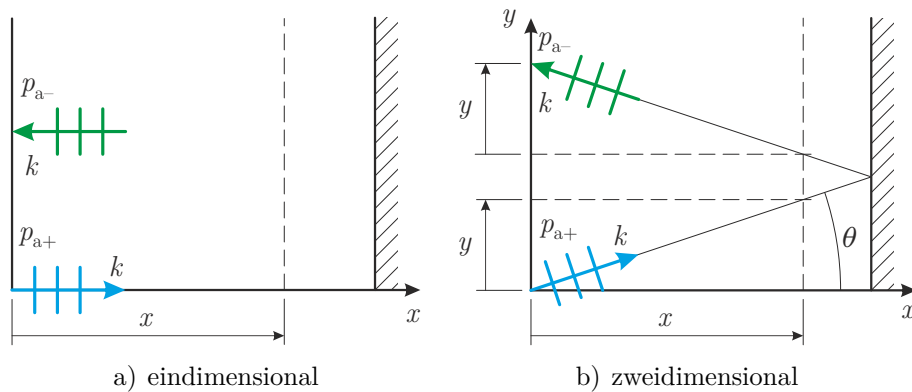 p_a−
k
p_a+
k
x
x
a) eindimensional
y
p_a−
y
k
p_a+
k
y
θ
x
x
b) zweidimensional